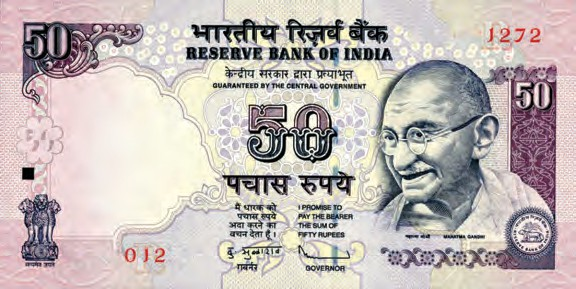 50
भारतीय रिज़र्व बैंक
RESERVE BANK OF INDIA
1272
केन्द्रीय सरकार द्वारा प्रत्याभूत
GUARANTEED BY THE CENTRAL GOVERNMENT
50
50
पचास रुपये
मैं धारक को
पचास रुपये
अदा करने का
वचन देता है।
I PROMISE TO
PAY THE BEARER
THE SUM OF
FIFTY RUPEES
महात्मा गांधी
MAHATMA GANDHI
012
गवर्नर
GOVERNOR
सत्यमेव जयते